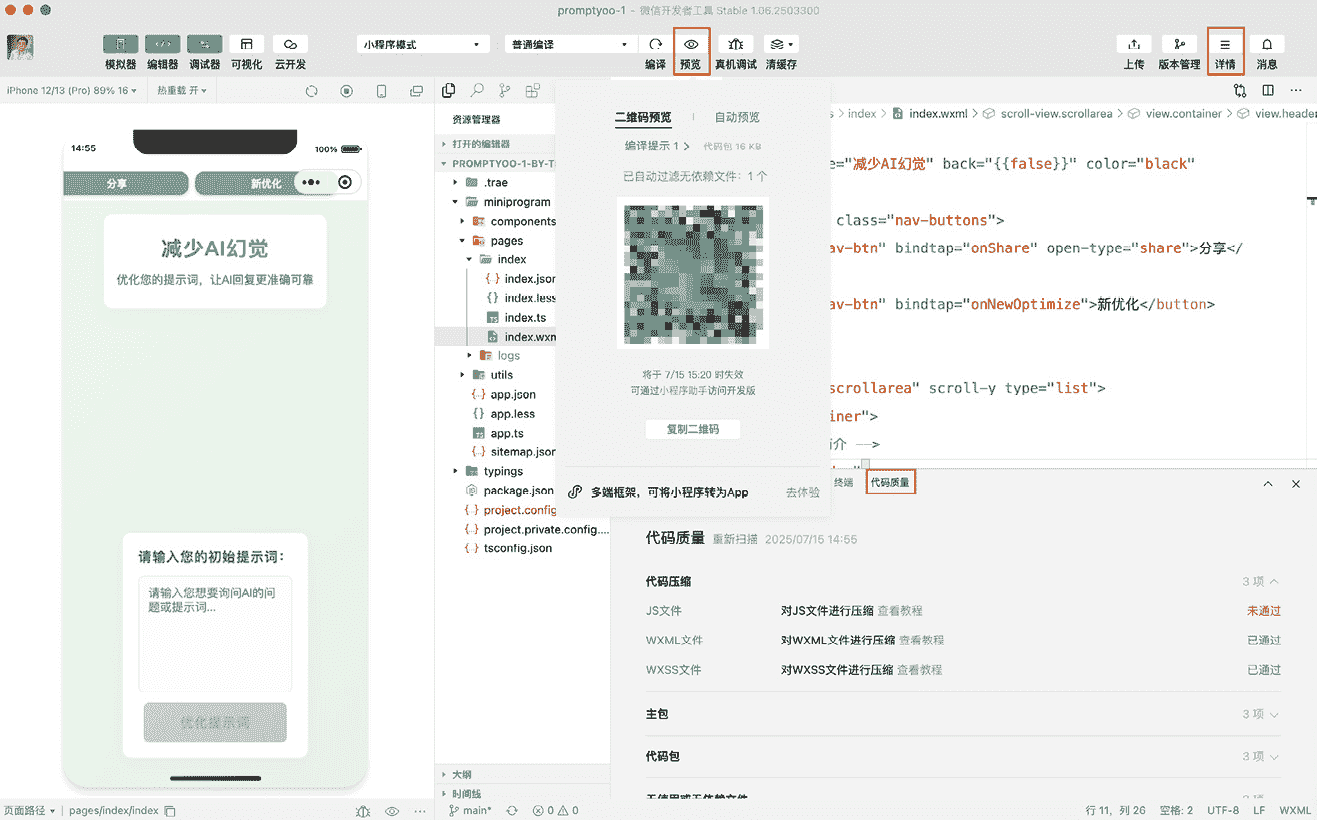 promptyoo-1 - 微信开发者工具 Stable 1.06.2503300
模拟器 编辑器 调试器 可视化 云开发
小程序模式 普通编译
编译 预览 真机调试 清缓存
上传 版本管理 详情 消息
iPhone 12/13 (Pro) 89% 16 热重载 开
14:55 100%
分享 新优化
减少AI幻觉
优化您的提示词，让AI回复更准确可靠
请输入您的初始提示词：
请输入您想要询问AI的问
题或提示词...
优化提示词
页面路径 | pages/index/index
资源管理器
打开的编辑器
PROMPTYOO-1-BY-T
.trae
miniprogram
components
pages
index
{ } index.json
{} index.less
index.ts
index.wxm
logs
utils
{..} app.json
{} app.less
app.ts
{..} sitemap.json
typings
package.json
{..} project.config
{..} project.private.config....
{..} tsconfig.json
大纲
时间线
main* 0 0
二维码预览 | 自动预览
编译提示 1 > 代码包 16 KB
已自动过滤无依赖文件：1 个
将于 7/15 15:20 时失效
可通过小程序助手访问开发版
复制二维码
多端框架，可将小程序转为App 去体验
s > index > index.wxml > scroll-view.scrollarea > view.container > view.heade
e="减少AI幻觉" back="{{false}}" color="black"
class="nav-buttons">
av-btn" bindtap="onShare" open-type="share">分享</
av-btn" bindtap="onNewOptimize">新优化</button>
scrollarea" scroll-y type="list">
iner">
简介 -->
终端 代码质量
代码质量 重新扫描 2025/07/15 14:55
代码压缩 3 项
JS文件 对JS文件进行压缩 查看教程 未通过
WXML文件 对WXML文件进行压缩 查看教程 已通过
WXSS文件 对WXSS文件进行压缩 查看教程 已通过
主包 3 项
代码包 3 项
无使用或无依赖文件
行 11，列 26 空格: 2 UTF-8 LF WXML